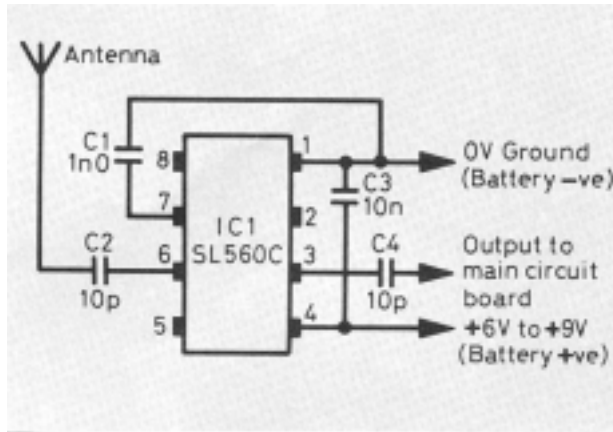 Antenna
C1
1n0
8
1
0V Ground
(Battery −ve)
C3
10n
7
2
IC1
SL560C
C2
10p
6
3
C4
10p
Output to
main circuit
board
5
4
+6V to +9V
(Battery +ve)